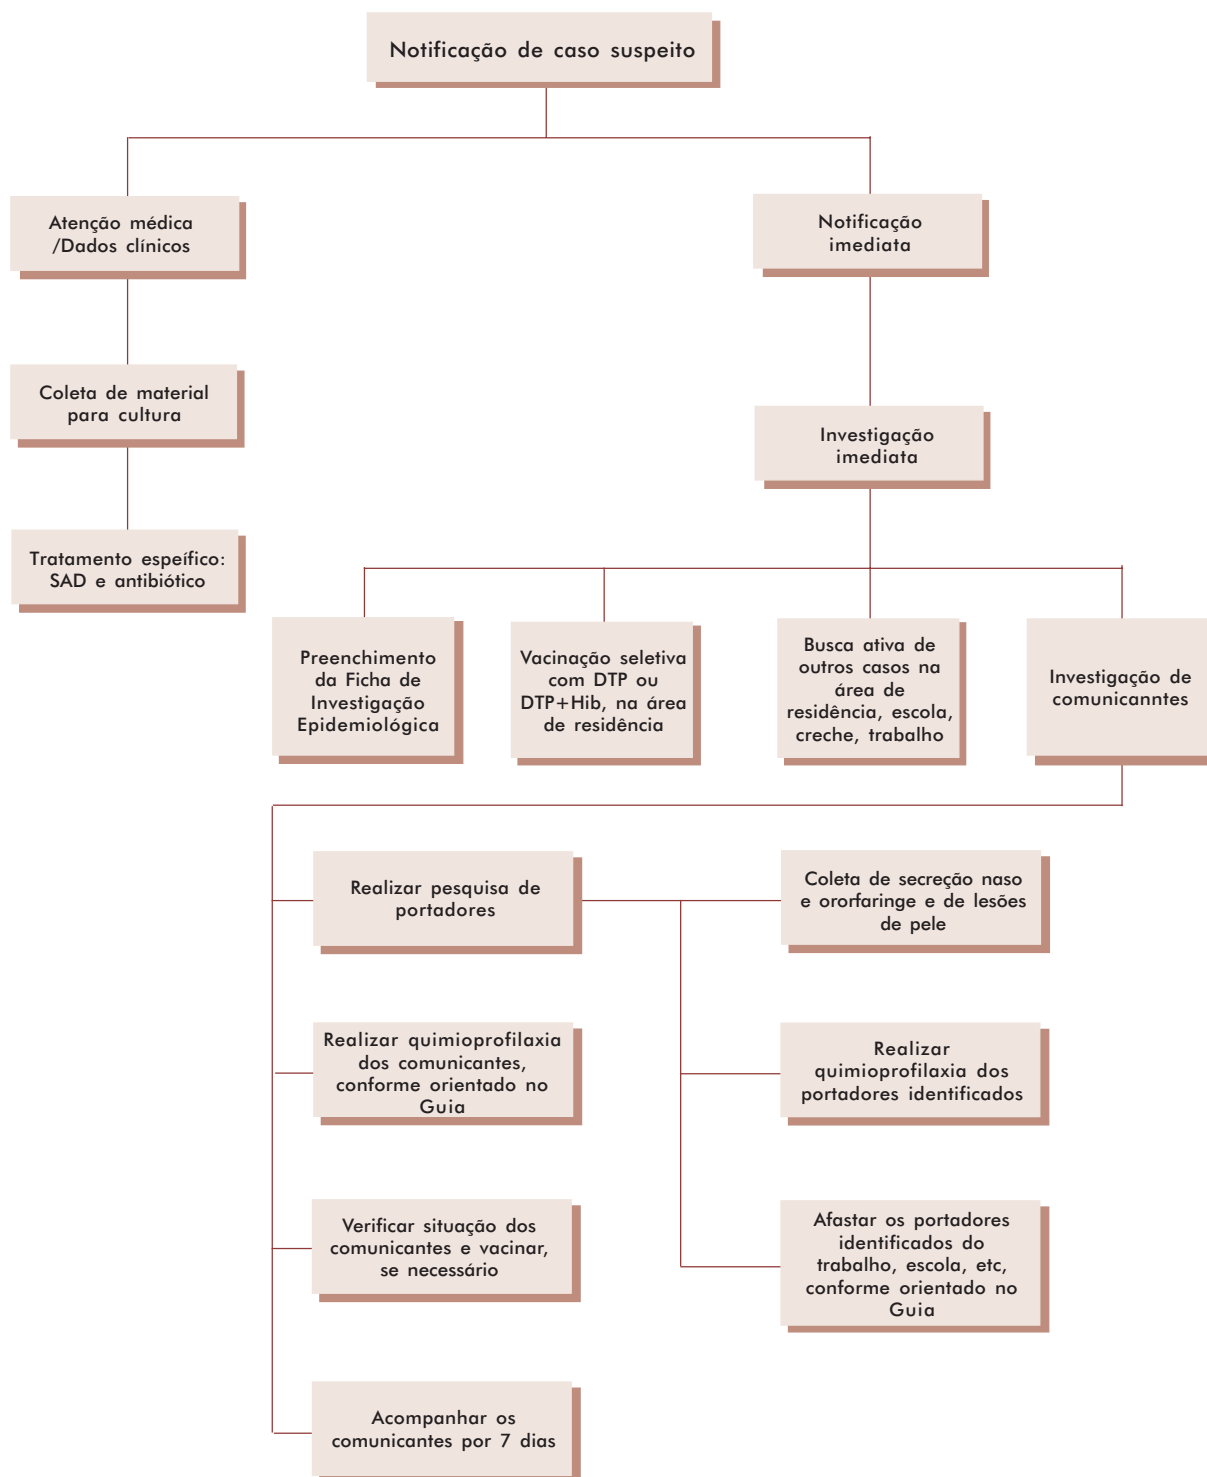 Notificação de caso suspeito
Atenção médica
/Dados clínicos
Notificação
imediata
Coleta de material
para cultura
Investigação
imediata
Tratamento espeífico:
SAD e antibiótico
Preenchimento
da Ficha de
Investigação
Epidemiológica
Vacinação seletiva
com DTP ou
DTP+Hib, na área
de residência
Busca ativa de
outros casos na
área de
residência, escola,
creche, trabalho
Investigação de
comunicanntes
Realizar pesquisa de
portadores
Coleta de secreção naso
e ororfaringe e de lesões
de pele
Realizar quimioprofilaxia
dos comunicantes,
conforme orientado no
Guia
Realizar
quimioprofilaxia dos
portadores identificados
Verificar situação dos
comunicantes e vacinar,
se necessário
Afastar os portadores
identificados do
trabalho, escola, etc,
conforme orientado no
Guia
Acompanhar os
comunicantes por 7 dias